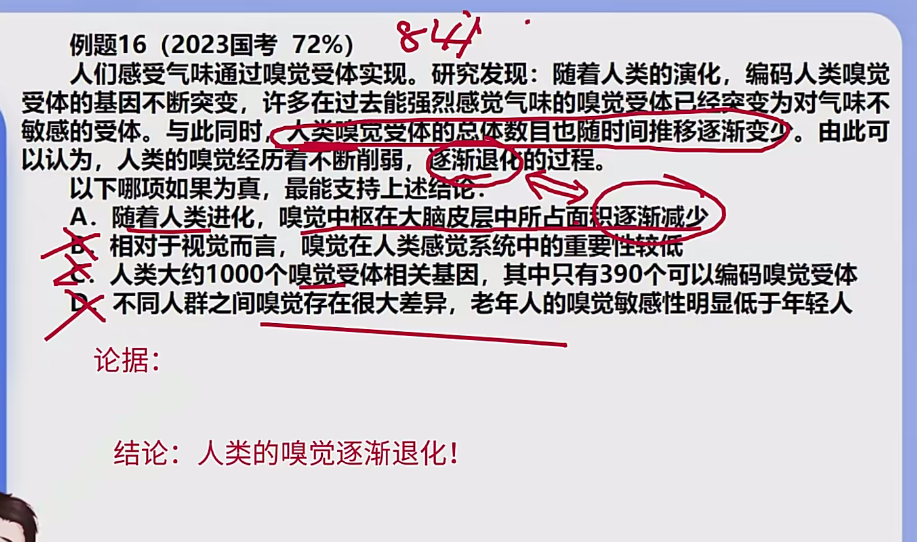 例题16（2023国考 72%）
84%
人们感受气味通过嗅觉受体实现。研究发现：随着人类的演化，编码人类嗅觉
受体的基因不断突变，许多在过去能强烈感觉气味的嗅觉受体已经突变为对气味不
敏感的受体。与此同时，人类嗅觉受体的总体数目也随时间推移逐渐变少。由此可
以认为，人类的嗅觉经历着不断削弱，逐渐退化的过程。
以下哪项如果为真，最能支持上述结论：
A．随着人类进化，嗅觉中枢在大脑皮层中所占面积逐渐减少
B．相对于视觉而言，嗅觉在人类感觉系统中的重要性较低
C．人类大约1000个嗅觉受体相关基因，其中只有390个可以编码嗅觉受体
D．不同人群之间嗅觉存在很大差异，老年人的嗅觉敏感性明显低于年轻人
论据：
结论：人类的嗅觉逐渐退化！